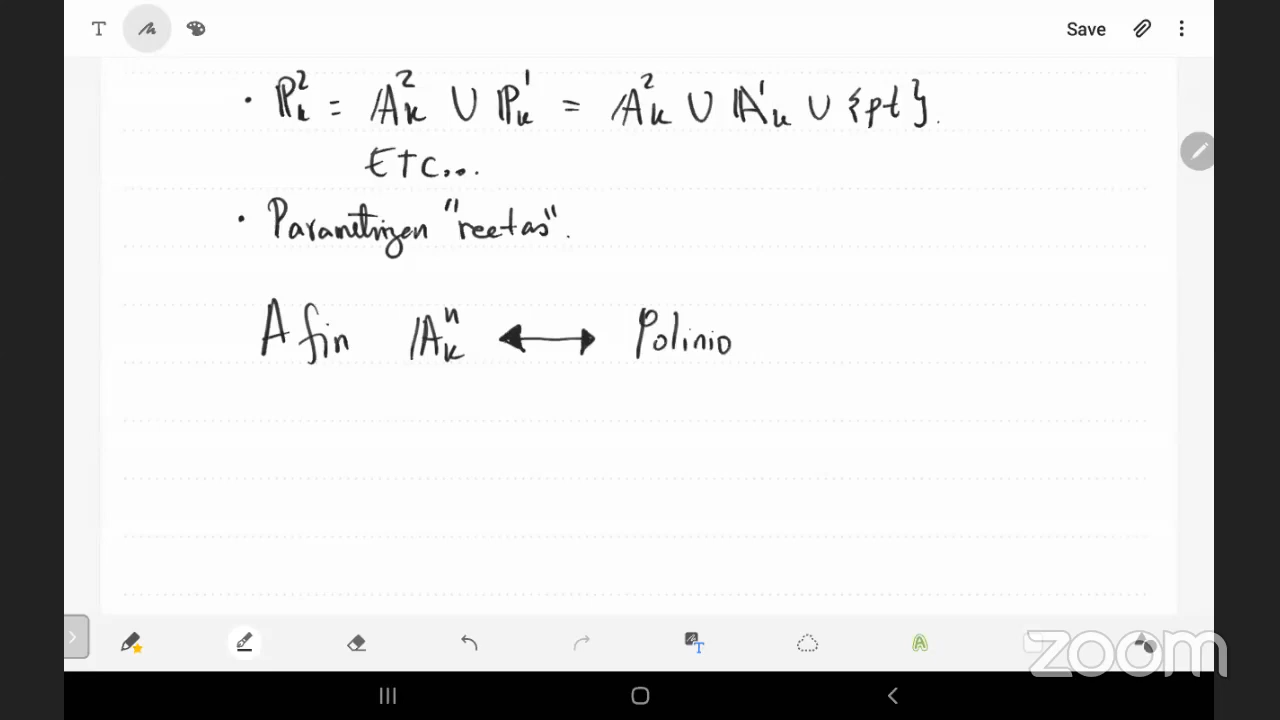 T Save
· ℙ²ₖ = 𝔸²ₖ ∪ ℙ¹ₖ = 𝔸²ₖ ∪ 𝔸¹ₖ ∪ {pt}.
ETC...
· Parametrizan "rectas".
Afin 𝔸ⁿₖ ↔ Polinio
T A
zoom